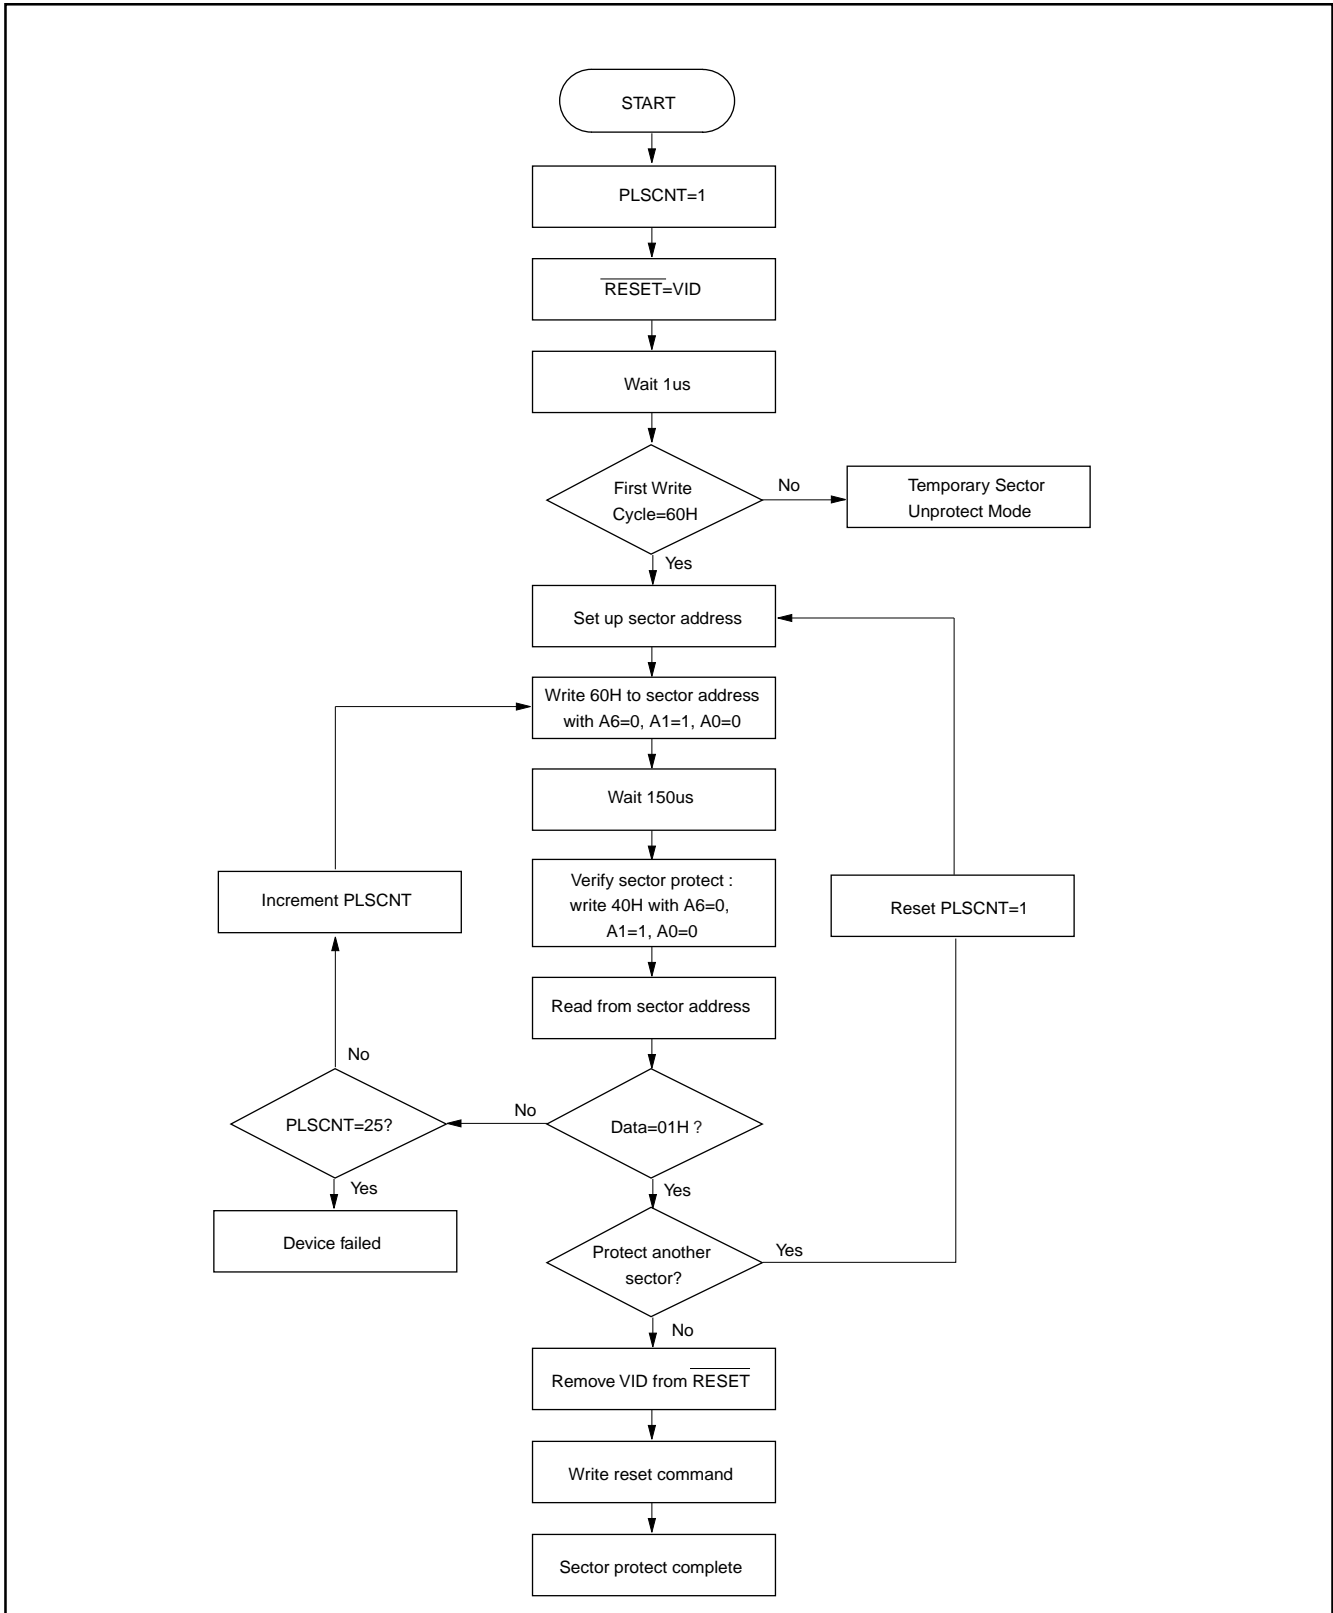 START
PLSCNT=1
RESET=VID
Wait 1us
First Write
Cycle=60H
No
Temporary Sector
Unprotect Mode
Yes
Set up sector address
Write 60H to sector address
with A6=0, A1=1, A0=0
Wait 150us
Verify sector protect :
write 40H with A6=0,
A1=1, A0=0
Increment PLSCNT
Reset PLSCNT=1
Read from sector address
No
PLSCNT=25?
No
Data=01H ?
Yes
Yes
Device failed
Protect another
sector?
Yes
No
Remove VID from RESET
Write reset command
Sector protect complete